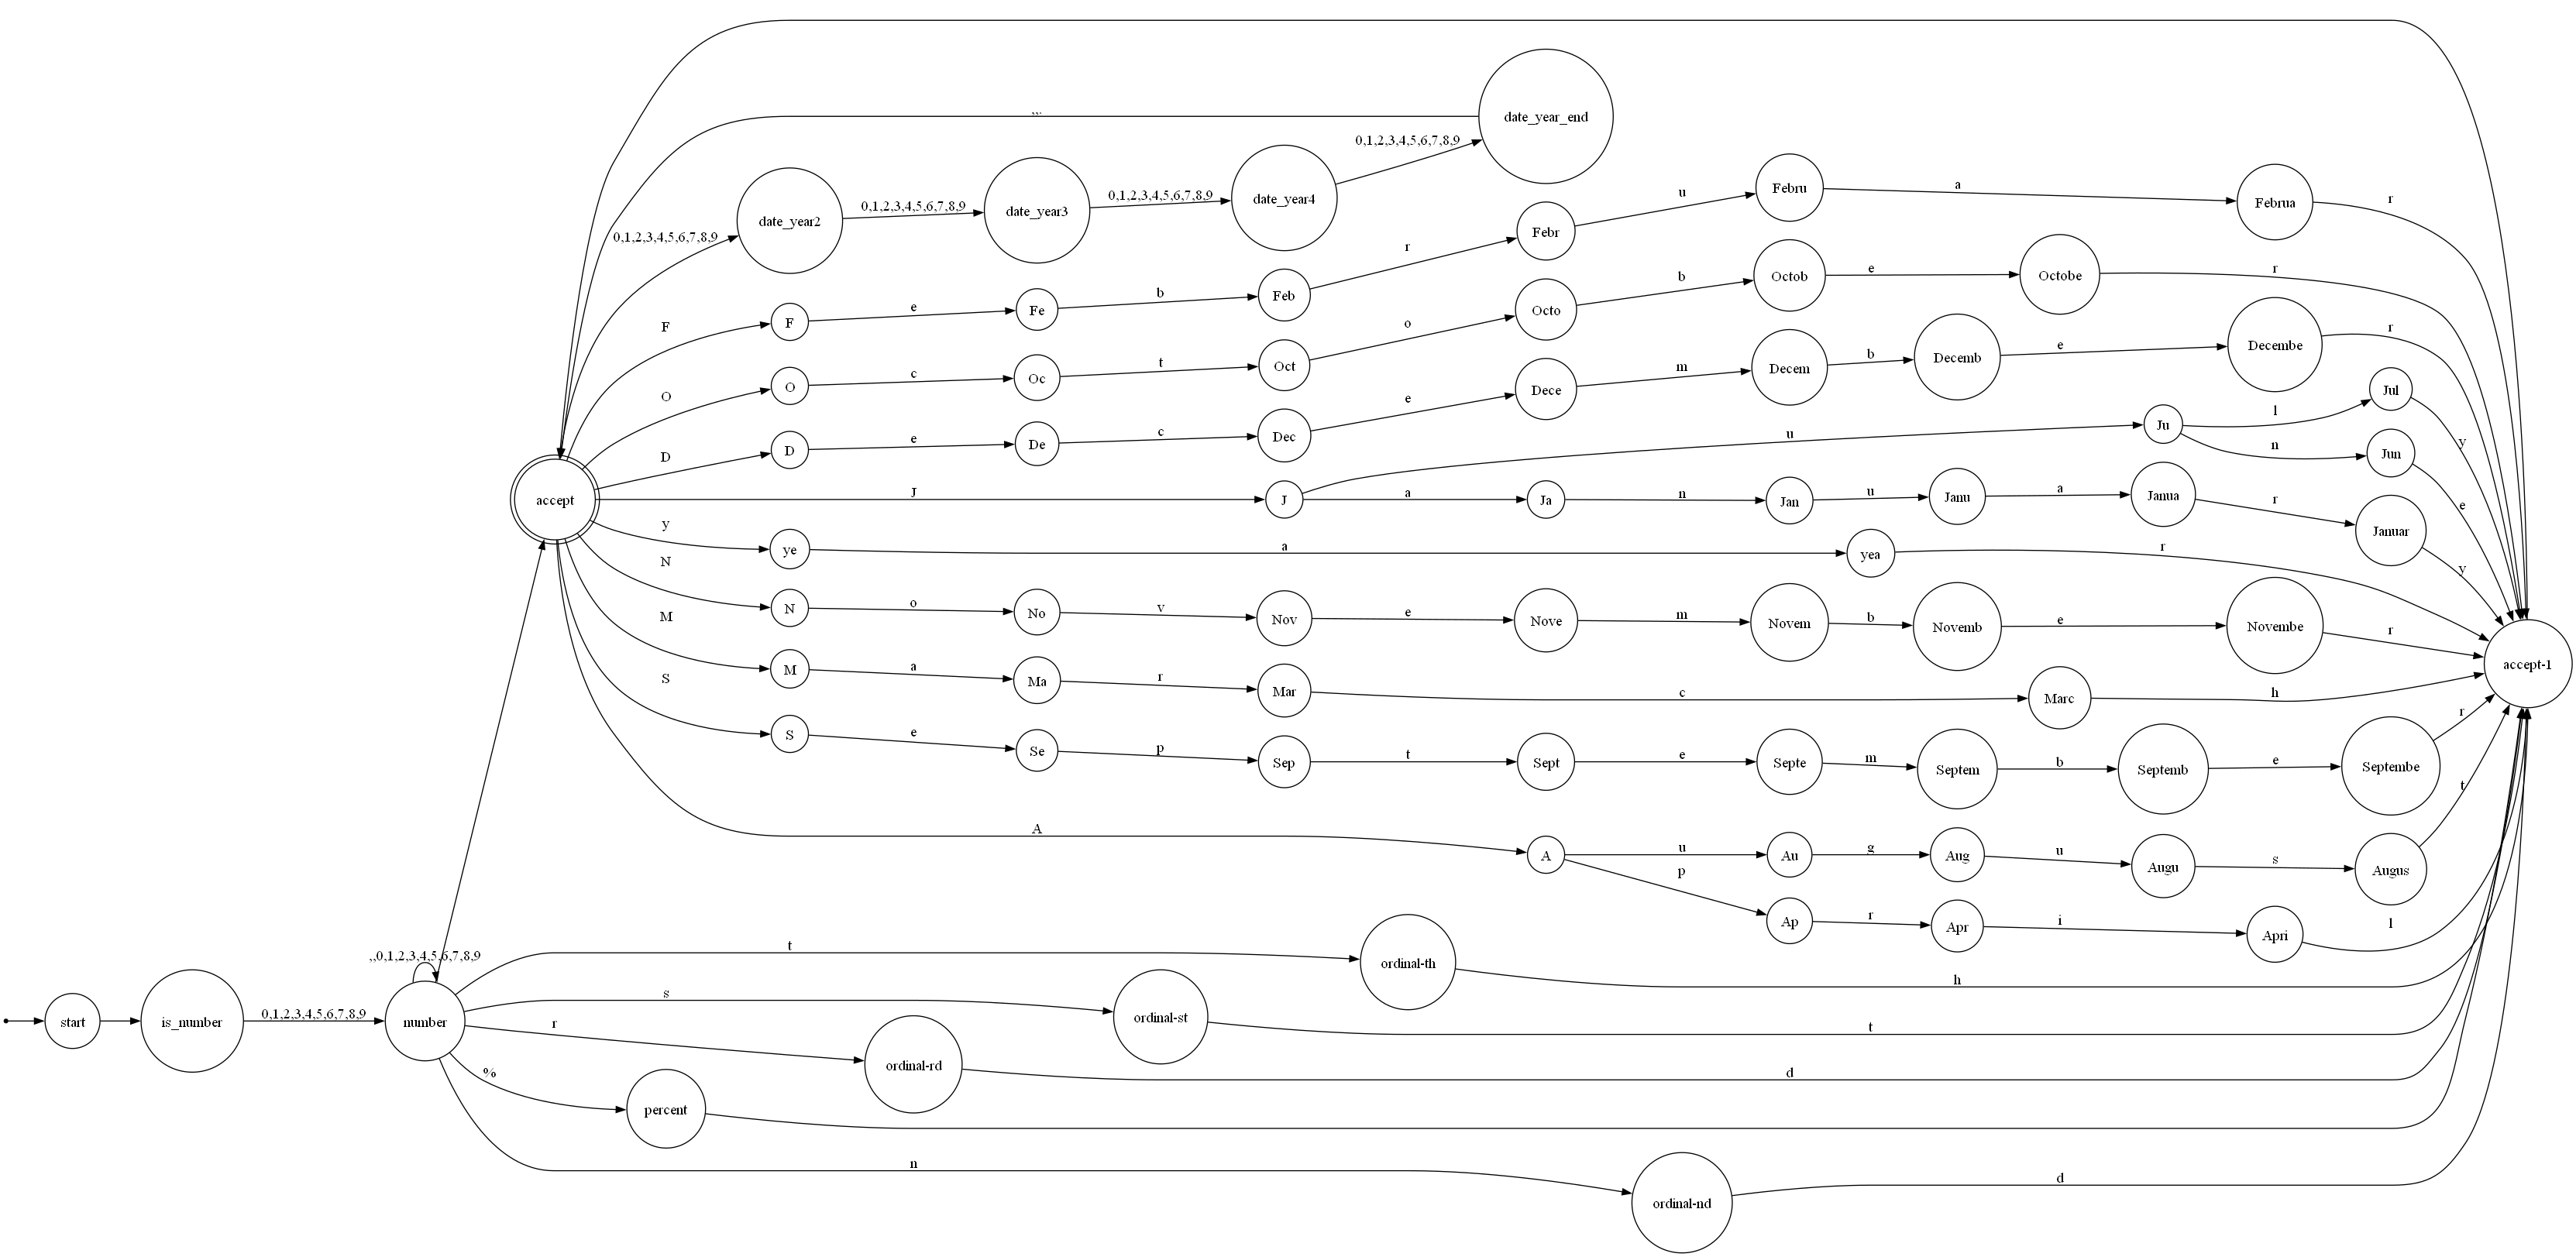 ,,,
date_year_end
0,1,2,3,4,5,6,7,8,9
date_year2
0,1,2,3,4,5,6,7,8,9
date_year3
0,1,2,3,4,5,6,7,8,9
date_year4
0,1,2,3,4,5,6,7,8,9
F
F
e
Fe
b
Feb
r
Febr
u
Febru
a
Februa
r
O
O
c
Oc
t
Oct
o
Octo
b
Octob
e
Octobe
r
D
D
e
De
c
Dec
e
Dece
m
Decem
b
Decemb
e
Decembe
r
accept
J
J
u
Ju
l
Jul
y
n
Jun
e
a
Ja
n
Jan
u
Janu
a
Janua
r
Januar
y
y
ye
a
yea
r
N
N
o
No
v
Nov
e
Nove
m
Novem
b
Novemb
e
Novembe
r
accept-1
M
M
a
Ma
r
Mar
c
Marc
h
S
S
e
Se
p
Sep
t
Sept
e
Septe
m
Septem
b
Septemb
e
Septembe
r
A
A
u
Au
g
Aug
u
Augu
s
Augus
t
p
Ap
r
Apr
i
Apri
l
start
is_number
0,1,2,3,4,5,6,7,8,9
number
,,0,1,2,3,4,5,6,7,8,9
t
ordinal-th
h
s
ordinal-st
t
r
ordinal-rd
d
%
percent
n
ordinal-nd
d